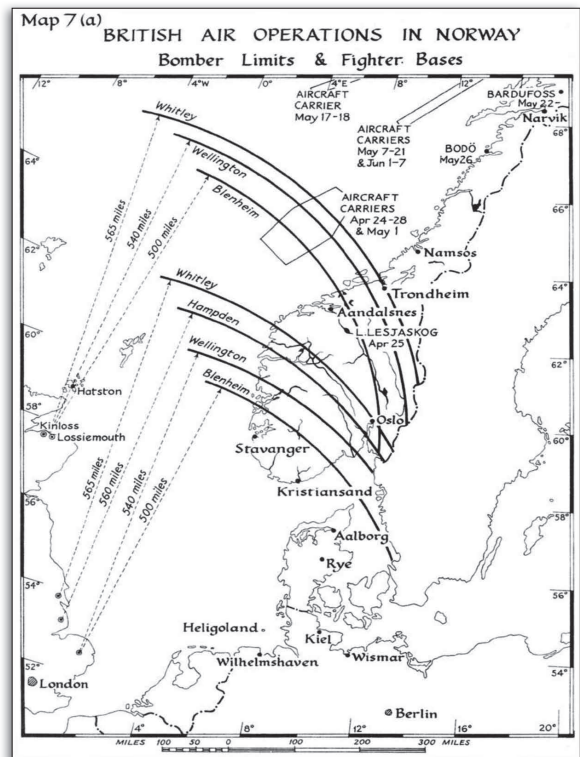 Map 7 (a)
BRITISH AIR OPERATIONS IN NORWAY
Bomber Limits & Fighter Bases
12° 8° 4°W 0° 4°E 8° 12°
AIRCRAFT
CARRIER
May 17-18
BARDUFOSS
May 22-
Narvik
AIRCRAFT
CARRIERS
May 7-21
& Jun 1-7
BODÖ
May 26
68°
Whitley
Wellington
Blenheim
64°
66°
565 miles
540 miles
500 miles
AIRCRAFT
CARRIERS
Apr 24-28
& May 1
62°
Namsos
64°
Whitley
Hampden
Wellington
Blenheim
Trondheim
Aandalsnes
L.LESJASKOG
Apr 25
60°
62°
Hatston
58°
Kinloss
Lossiemouth
Oslo
60°
Stavanger
565 miles
560 miles
540 miles
500 miles
Kristiansand
56°
58°
Aalborg
Rye
54°
56°
Heligoland
Kiel
52°
Wilhelmshaven
Wismar
54°
London
Berlin
4° 8° 12° 16° 20°
MILES 100 50 0 100 200 300 MILES